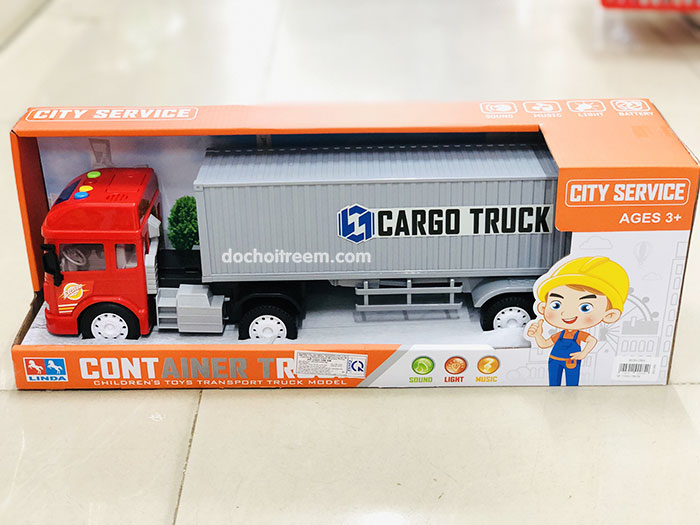 CITY SERVICE
SOUND MUSIC LIGHT BATTERY
CITY SERVICE
AGES 3+
CARGO TRUCK
dochoitreem.com
LINDA
CONTAINER TR
CHILDREN'S TOYS TRANSPORT TRUCK MODEL
SOUND LIGHT MUSIC
CR